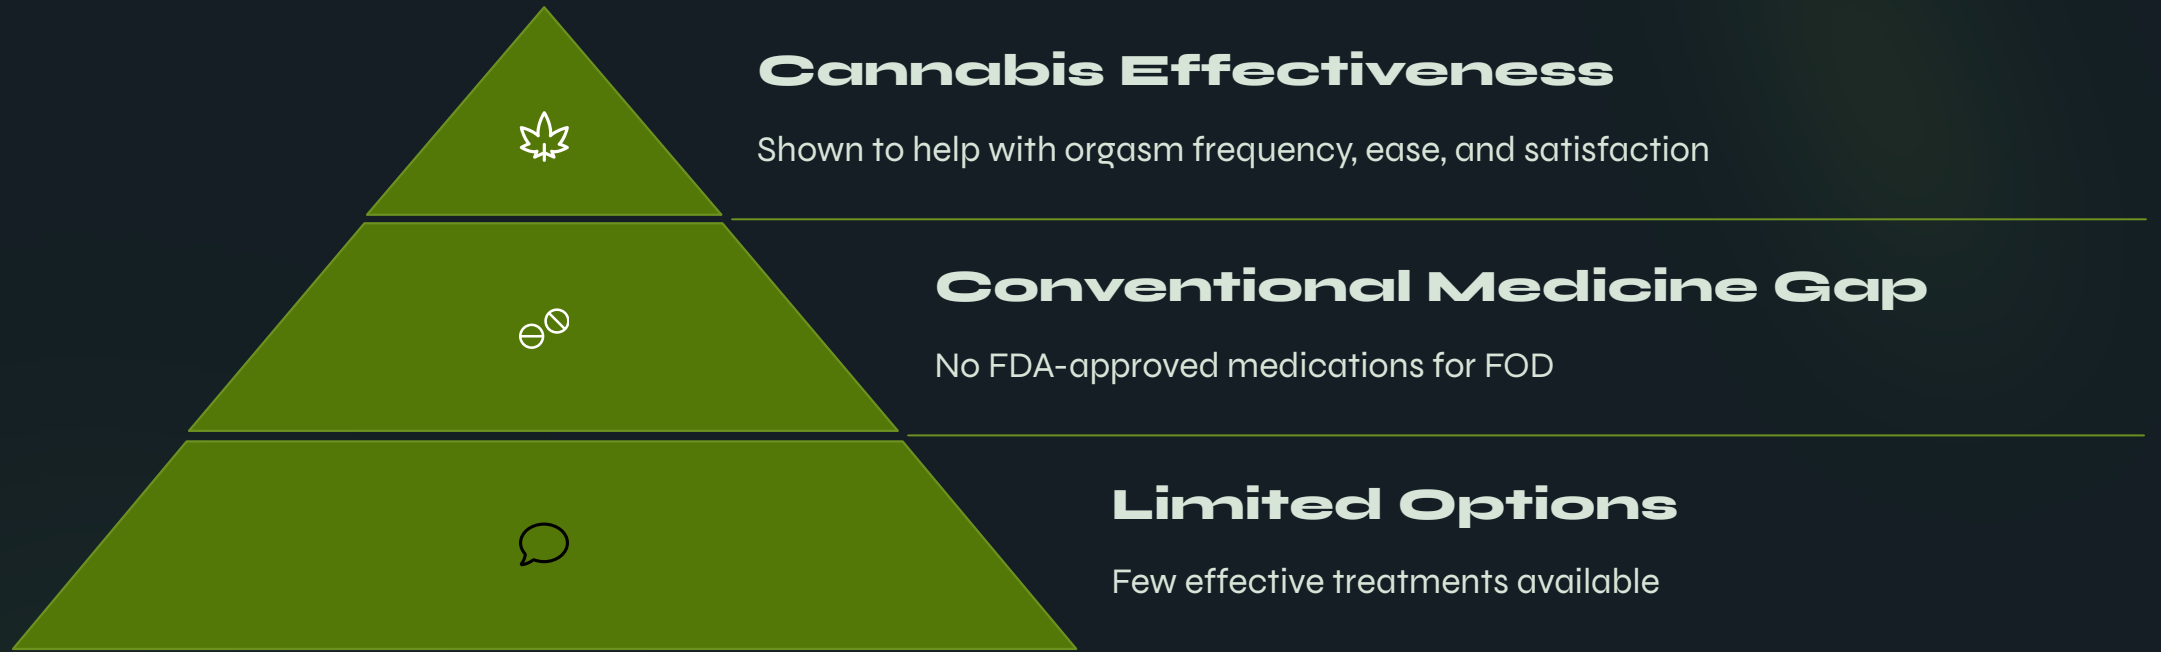 Cannabis Effectiveness
Shown to help with orgasm frequency, ease, and satisfaction
Conventional Medicine Gap
No FDA-approved medications for FOD
Limited Options
Few effective treatments available